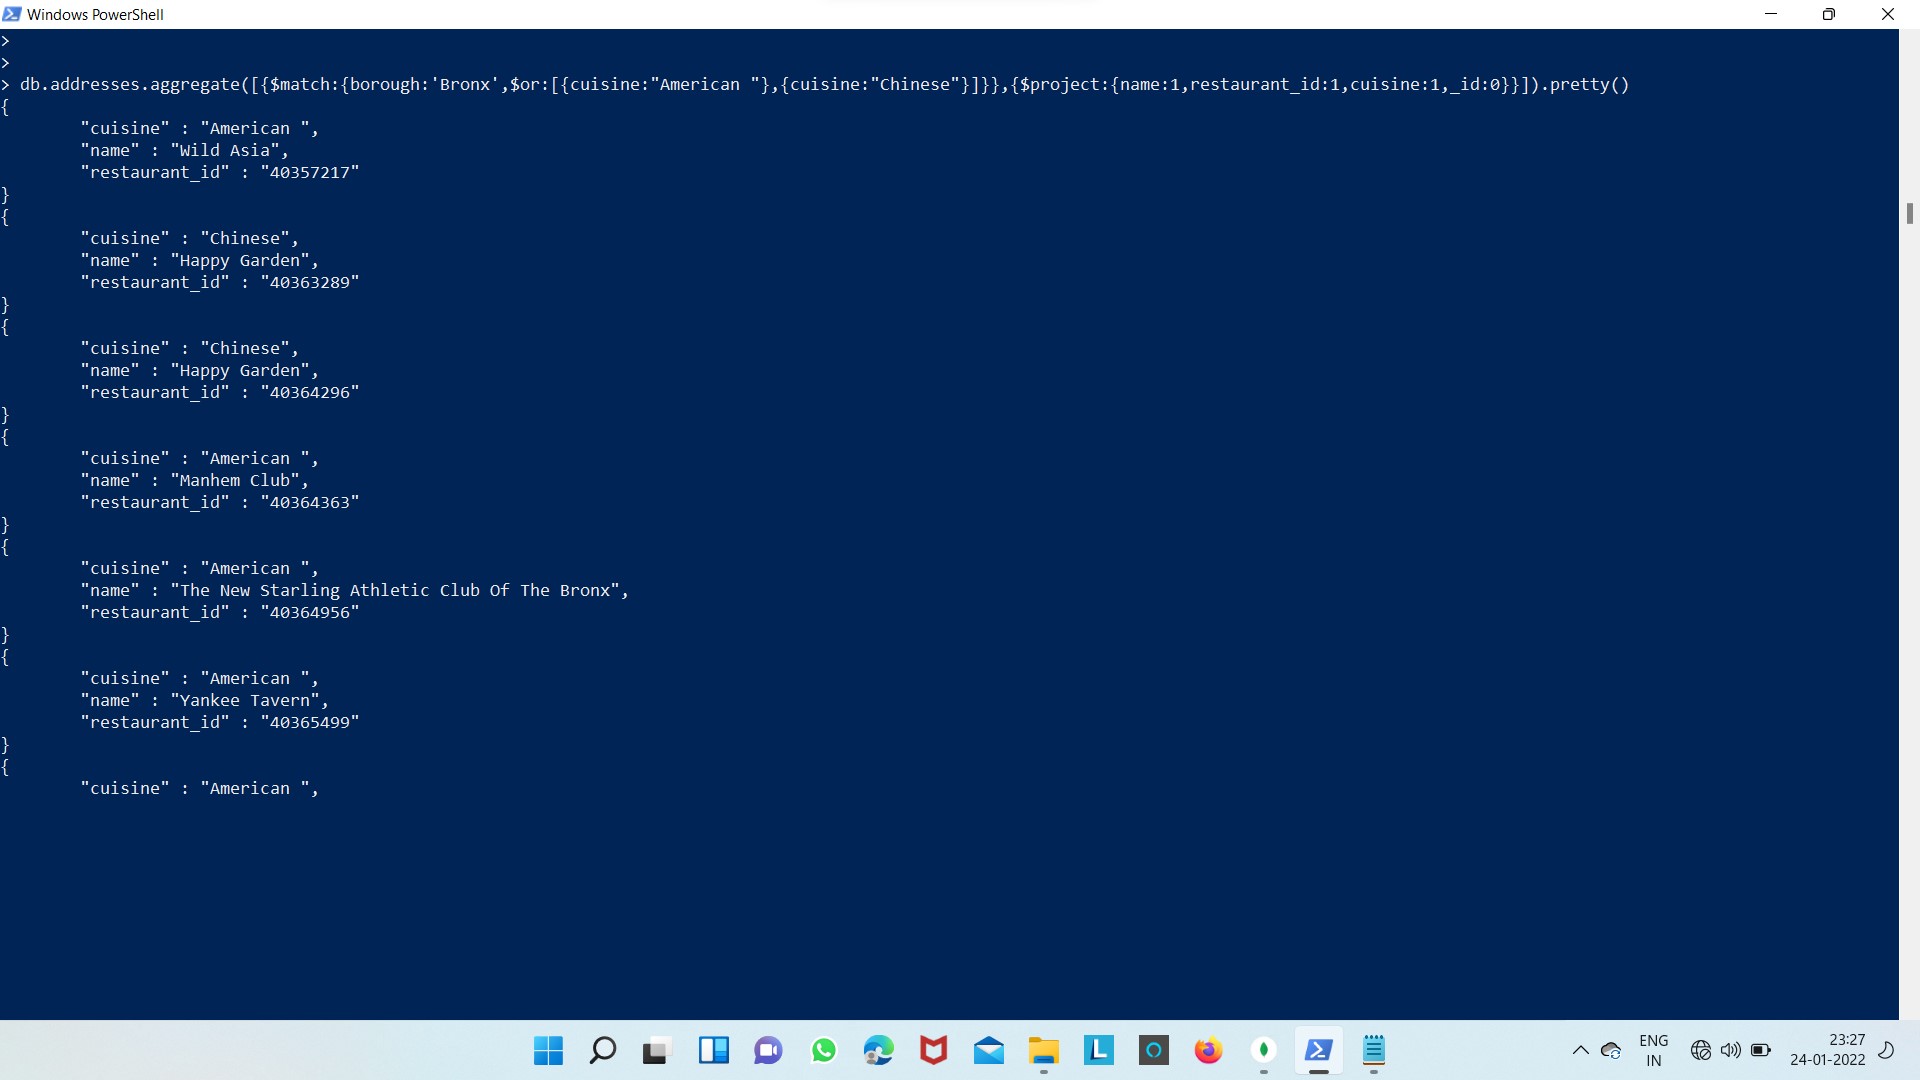 Windows PowerShell
>
>
> db.addresses.aggregate([{$match:{borough:'Bronx',$or:[{cuisine:"American "},{cuisine:"Chinese"}]}},{$project:{name:1,restaurant_id:1,cuisine:1,_id:0}}]).pretty()
{
        "cuisine" : "American ",
        "name" : "Wild Asia",
        "restaurant_id" : "40357217"
}
{
        "cuisine" : "Chinese",
        "name" : "Happy Garden",
        "restaurant_id" : "40363289"
}
{
        "cuisine" : "Chinese",
        "name" : "Happy Garden",
        "restaurant_id" : "40364296"
}
{
        "cuisine" : "American ",
        "name" : "Manhem Club",
        "restaurant_id" : "40364363"
}
{
        "cuisine" : "American ",
        "name" : "The New Starling Athletic Club Of The Bronx",
        "restaurant_id" : "40364956"
}
{
        "cuisine" : "American ",
        "name" : "Yankee Tavern",
        "restaurant_id" : "40365499"
}
{
        "cuisine" : "American ",
L
ENG
IN
23:27
24-01-2022